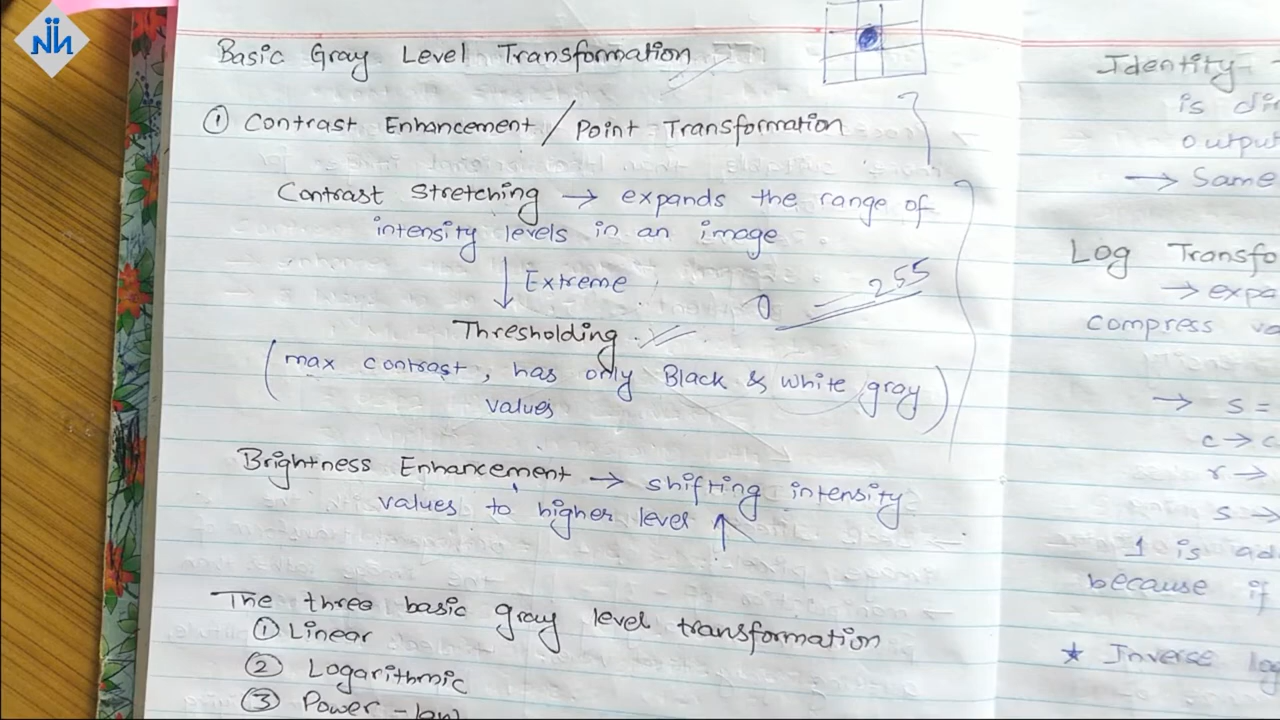 NIN
Basic Gray Level Transformation
① Contrast Enhancement / Point Transformation
Contrast Stretching → expands the range of
intensity levels in an image
↓ Extreme
0 — 255
Thresholding
(max contrast, has only Black & white gray
values)
Brightness Enhancement → shifting intensity
values to higher level ↑
The three basic gray level transformation
① Linear
② Logarithmic
③ Power-law
Identity
is
→ Same
Log
→
compress
→ s =
c →
r →
s →
1 is
because if
★ Inverse log